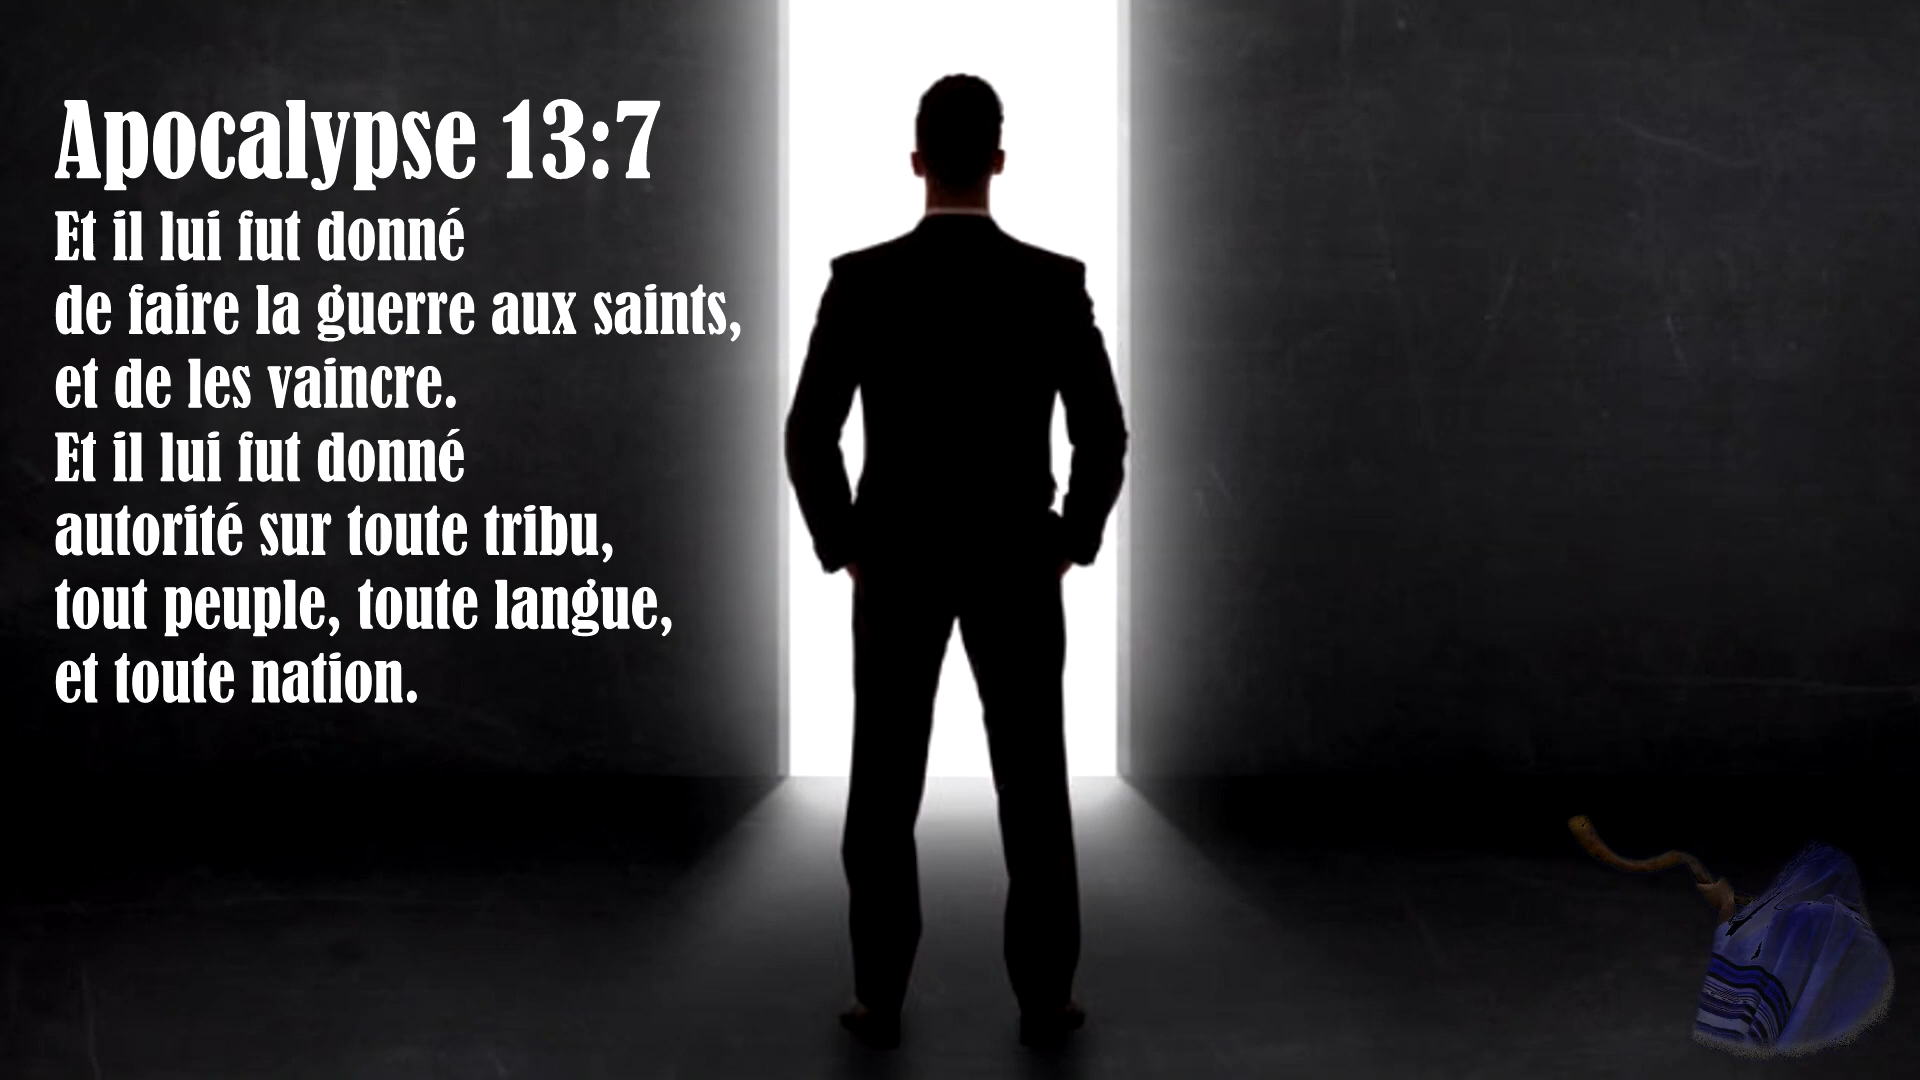 Apocalypse 13:7
Et il lui fut donné
de faire la guerre aux saints,
et de les vaincre.
Et il lui fut donné
autorité sur toute tribu,
tout peuple, toute langue,
et toute nation.